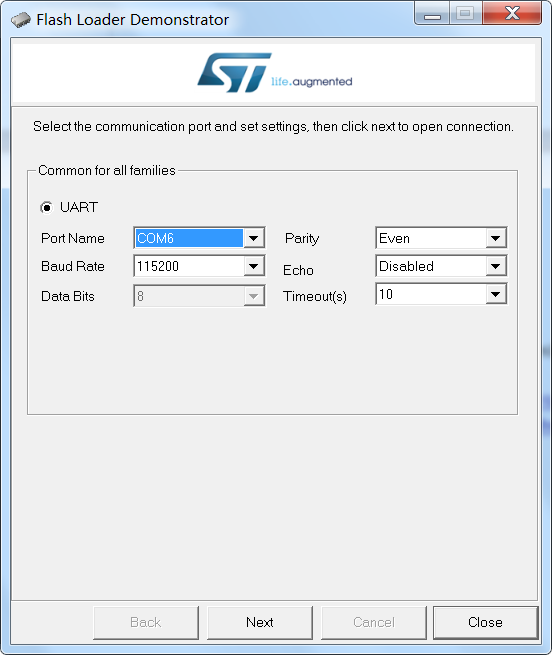 Flash Loader Demonstrator
ST life.augmented
Select the communication port and set settings, then click next to open connection.
Common for all families
UART
Port Name COM6 Parity Even
Baud Rate 115200 Echo Disabled
Data Bits 8 Timeout(s) 10
Back Next Cancel Close